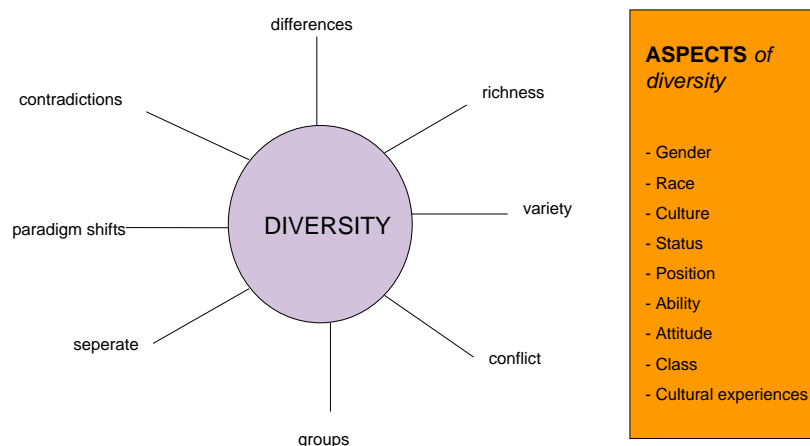 differences
contradictions
richness
paradigm shifts
DIVERSITY
variety
seperate
conflict
groups
ASPECTS of
diversity
- Gender
- Race
- Culture
- Status
- Position
- Ability
- Attitude
- Class
- Cultural experiences